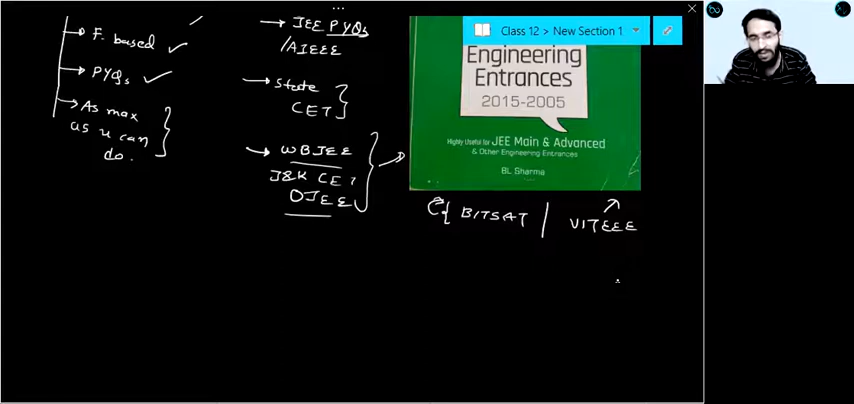 → F. based ✓
→ PYQs ✓
→ As max
as u can
do.
→ JEE PYQs
/AIEEE
→ State
CET
→ WBJEE
J&K CET
OJEE
Class 12 > New Section 1
Engineering
Entrances
2015-2005
Highly Useful for JEE Main & Advanced
& Other Engineering Entrances
BL Sharma
BITSAT | VITEEE